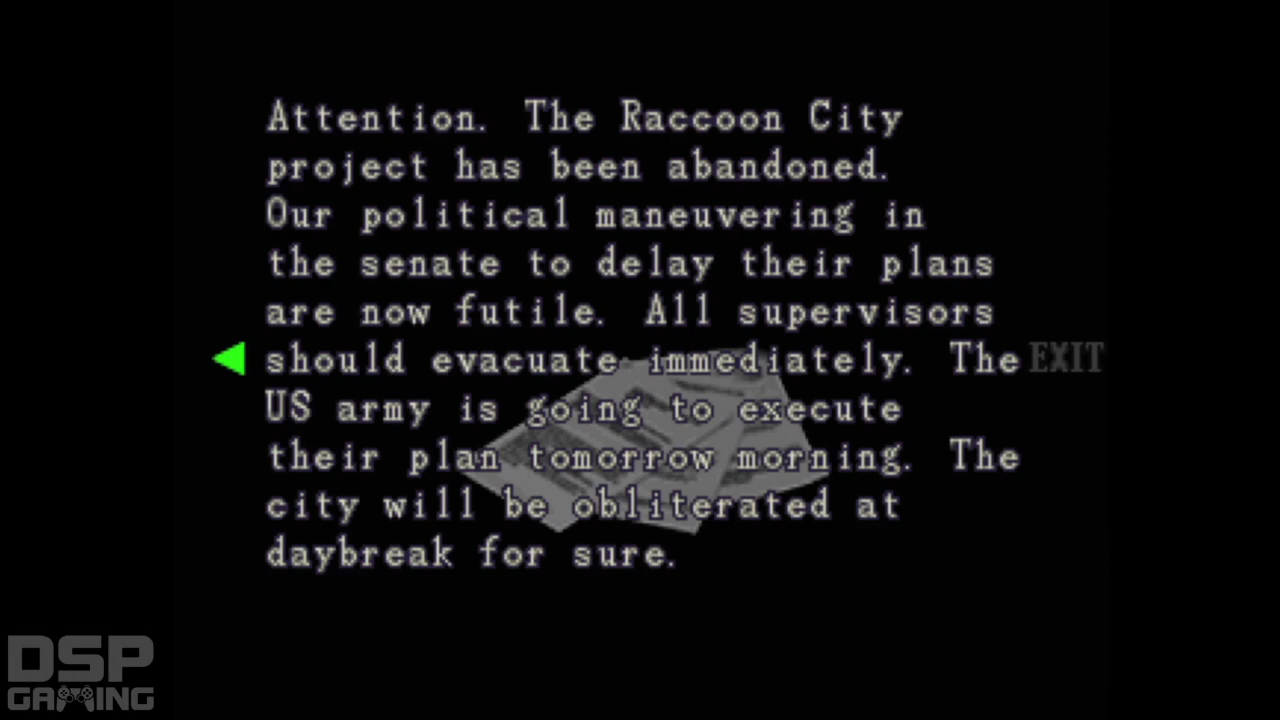 Attention. The Raccoon City
project has been abandoned.
Our political maneuvering in
the senate to delay their plans
are now futile. All supervisors
should evacuate immediately. The EXIT
US army is going to execute
their plan tomorrow morning. The
city will be obliterated at
daybreak for sure.
DSP
GAMING